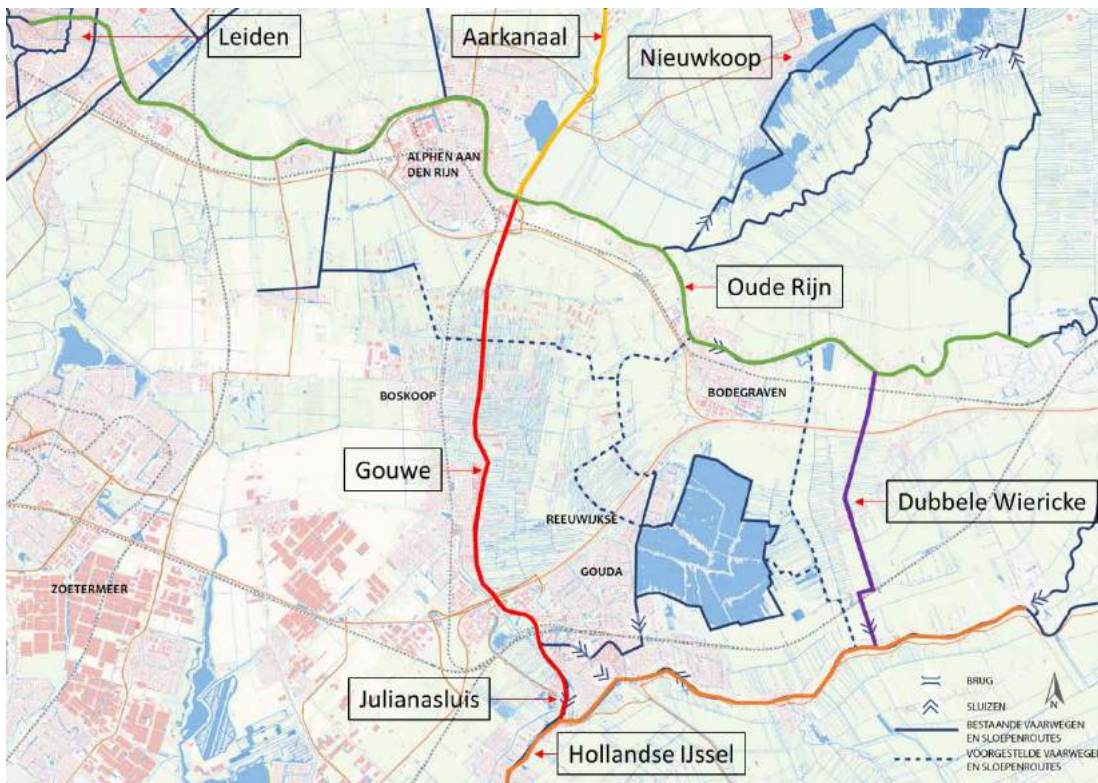 Leiden
Aarkanaal
Nieuwkoop
ALPHEN AAN
DEN RIJN
Oude Rijn
BOSKOOP
BODEGRAVEN
Gouwe
Dubbele Wiericke
REEUWIJKSE
GOUDA
ZOETERMEER
Julianasluis
Hollandse IJssel
BRUG
SLUIZEN
BESTAANDE VAARWEGEN
EN SLOEPENROUTES
VOORGESTELDE VAARWEGEN
EN SLOEPENROUTES
N